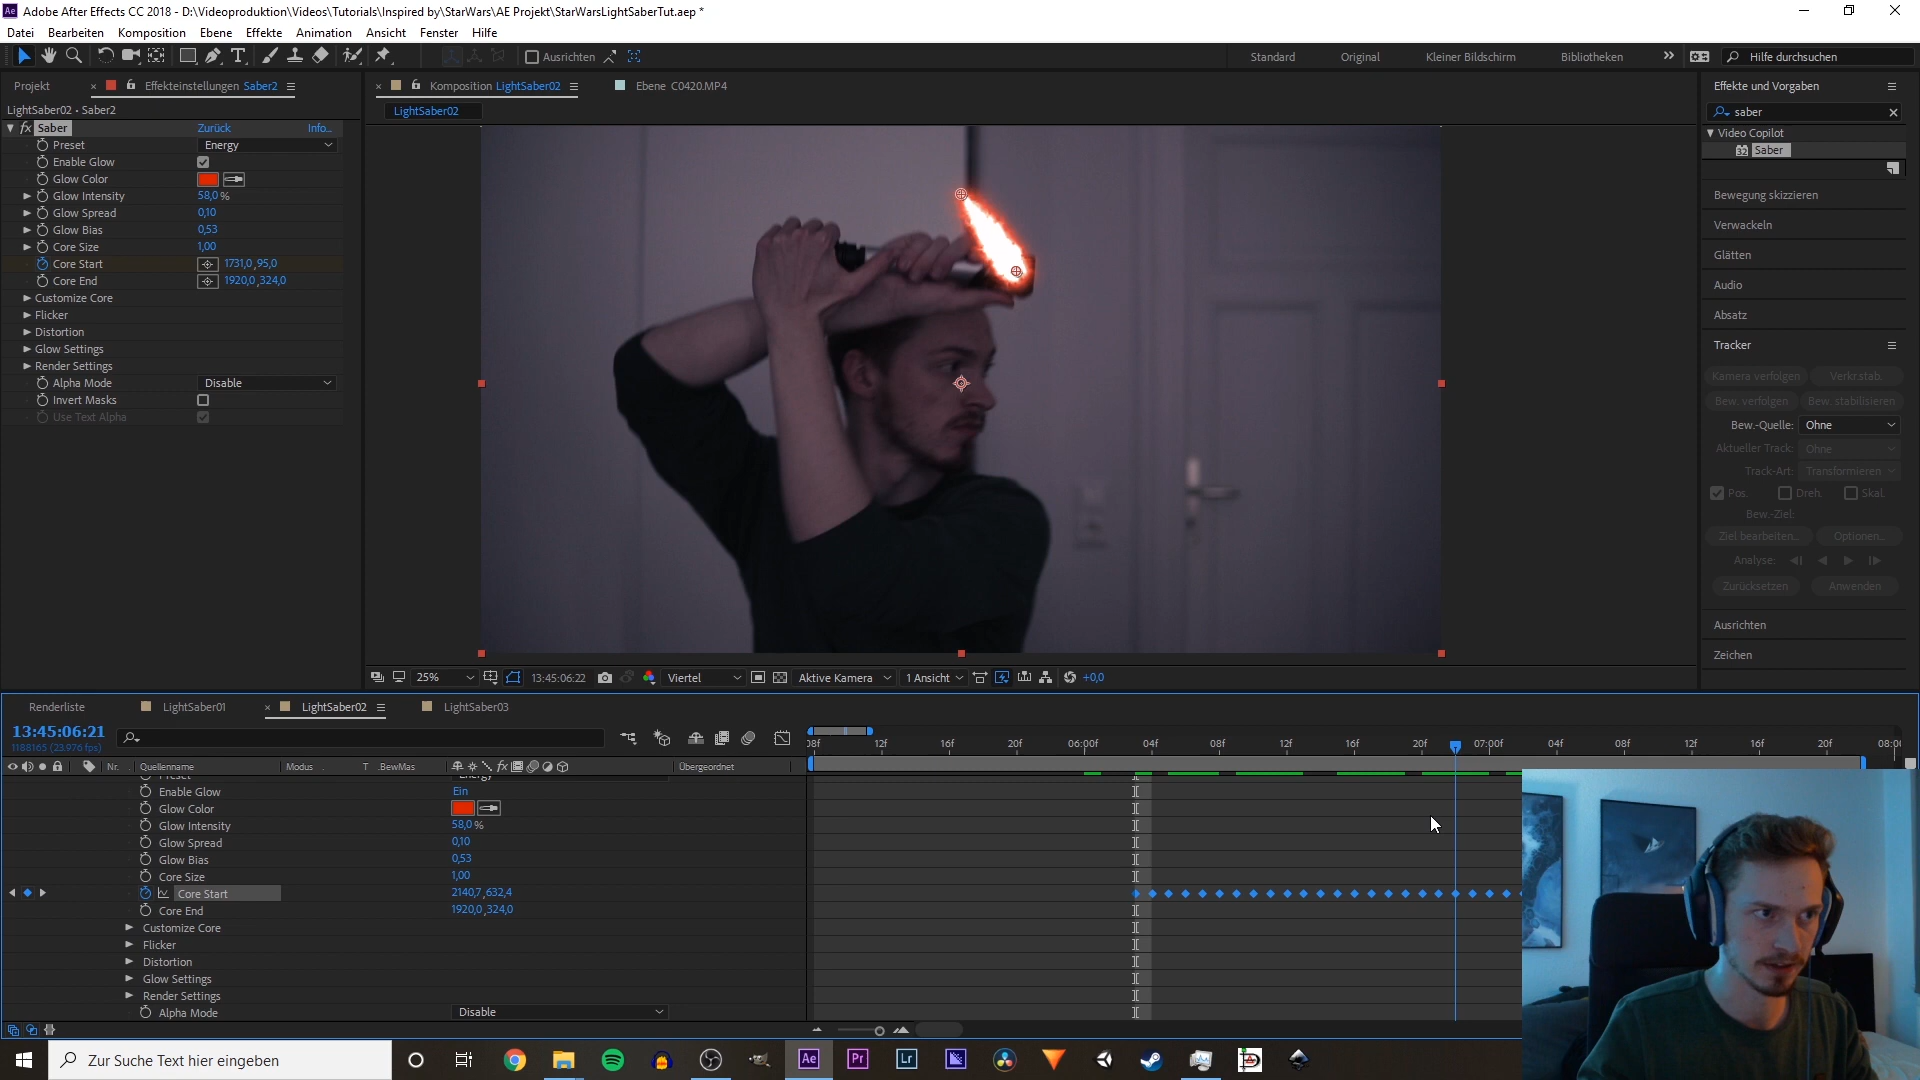 Adobe After Effects CC 2018 - D:\Videoproduktion\Videos\Tutorials\Inspired by\StarWars\AE Projekt\StarWarsLightSaberTut.aep *
Datei Bearbeiten Komposition Ebene Effekte Animation Ansicht Fenster Hilfe
Ausrichten Standard Original Kleiner Bildschirm Bibliotheken Hilfe durchsuchen
Projekt Effekteinstellungen Saber2
LightSaber02 • Saber2
fx Saber Zurück Info...
Preset Energy
Enable Glow
Glow Color
Glow Intensity 58,0 %
Glow Spread 0,10
Glow Bias 0,53
Core Size 1,00
Core Start 1731,0,95,0
Core End 1920,0,324,0
Customize Core
Flicker
Distortion
Glow Settings
Render Settings
Alpha Mode Disable
Invert Masks
Use Text Alpha
Komposition LightSaber02 Ebene C0420.MP4
LightSaber02
25% 13:45:06:22 Viertel Aktive Kamera 1 Ansicht +0,0
Effekte und Vorgaben
saber
Video Copilot
32 Saber
Bewegung skizzieren
Verwackeln
Glätten
Audio
Absatz
Tracker
Kamera verfolgen Verkr.stab.
Bew. verfolgen Bew. stabilisieren
Bew.-Quelle: Ohne
Aktueller Track: Ohne
Track-Art: Transformieren
Pos. Dreh. Skal.
Bew.-Ziel:
Ziel bearbeiten... Optionen...
Analyse:
Zurücksetzen Anwenden
Ausrichten
Zeichen
Renderliste LightSaber01 LightSaber02 LightSaber03
13:45:06:21
1188165 (23.976 fps)
08f 12f 16f 20f 06:00f 04f 08f 12f 16f 20f 07:00f 04f 08f 12f 16f 20f 08:0
Nr. Quellenname Modus T BewMas fx Übergeordnet
Preset Energy
Enable Glow Ein
Glow Color
Glow Intensity 58,0 %
Glow Spread 0,10
Glow Bias 0,53
Core Size 1,00
Core Start 2140,7,632,4
Core End 1920,0,324,0
Customize Core
Flicker
Distortion
Glow Settings
Render Settings
Alpha Mode Disable
Zur Suche Text hier eingeben
Ae Pr Lr